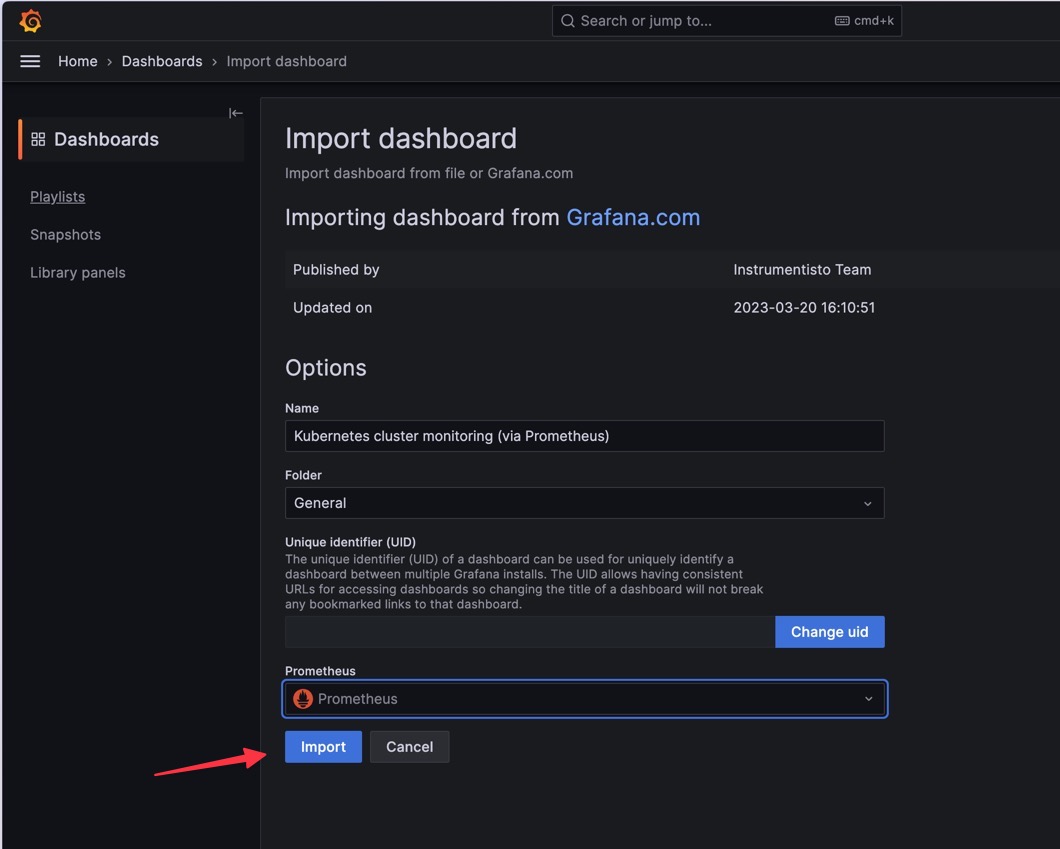 Search or jump to...
cmd+k
Home › Dashboards › Import dashboard
Dashboards
Playlists
Snapshots
Library panels
Import dashboard
Import dashboard from file or Grafana.com
Importing dashboard from Grafana.com
Published by
Instrumentisto Team
Updated on
2023-03-20 16:10:51
Options
Name
Kubernetes cluster monitoring (via Prometheus)
Folder
General
Unique identifier (UID)
The unique identifier (UID) of a dashboard can be used for uniquely identify a
dashboard between multiple Grafana installs. The UID allows having consistent
URLs for accessing dashboards so changing the title of a dashboard will not break
any bookmarked links to that dashboard.
Change uid
Prometheus
Prometheus
Import
Cancel